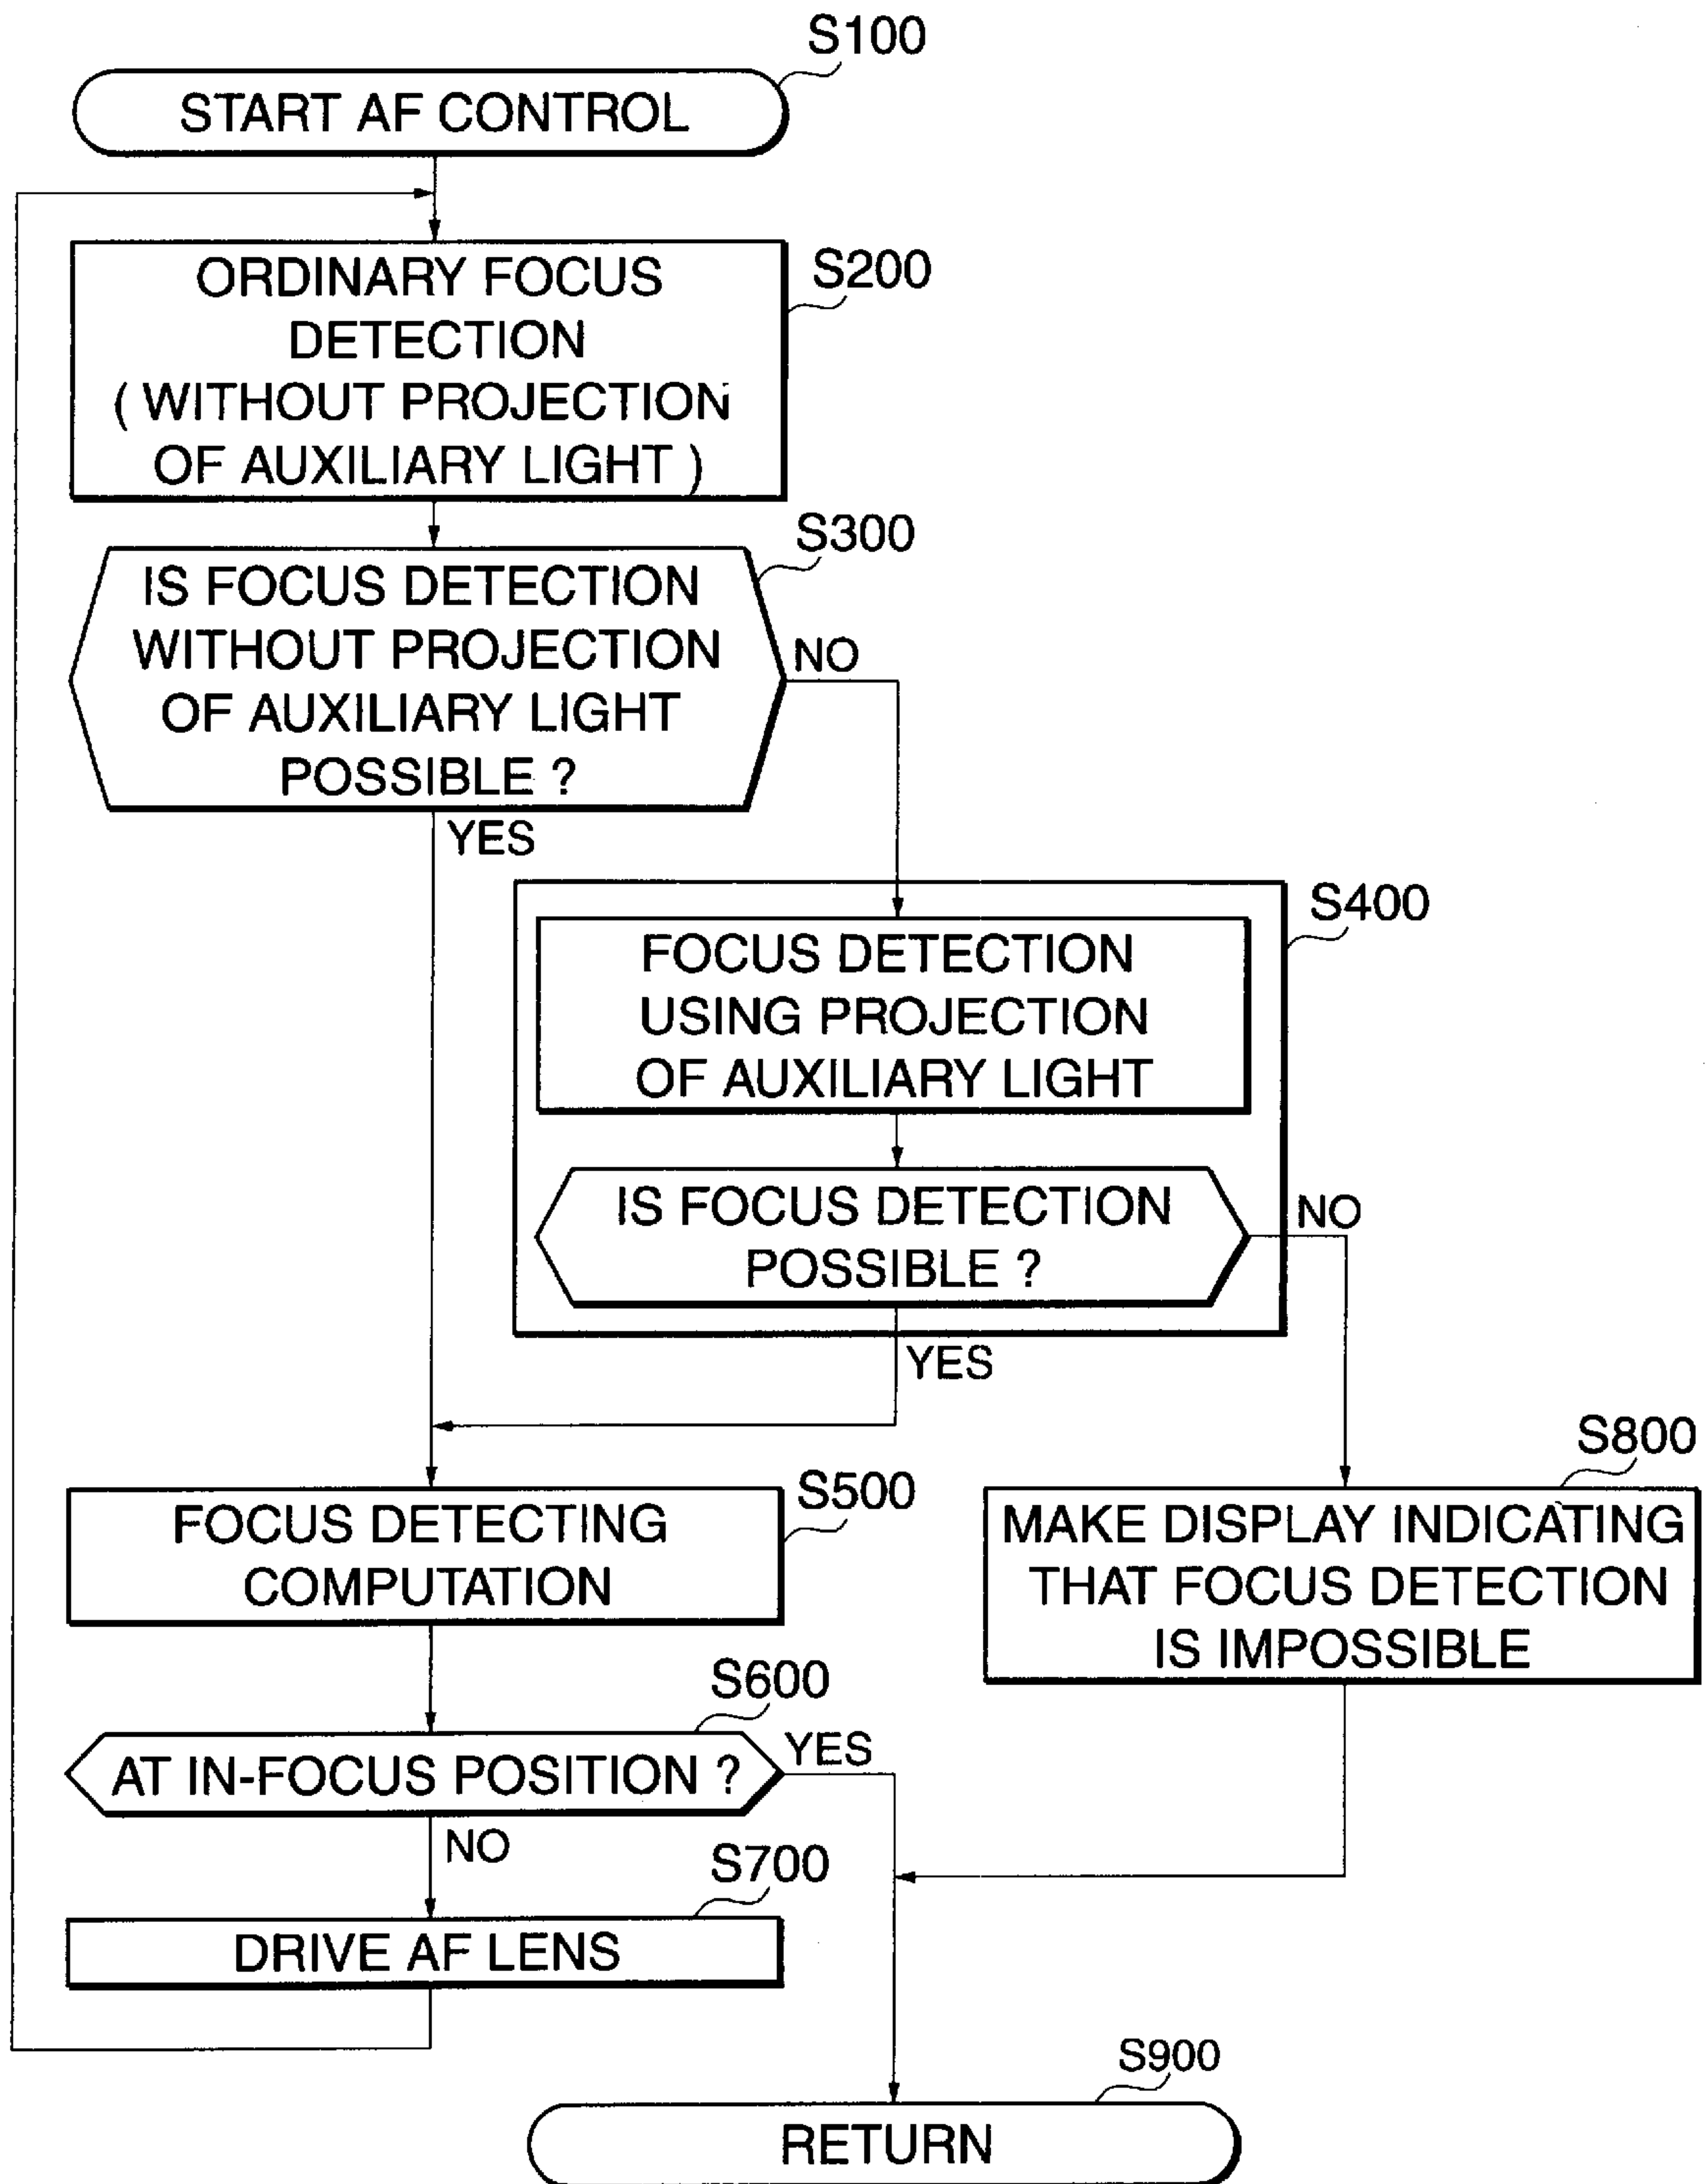 S100
START AF CONTROL
S200
ORDINARY FOCUS
DETECTION
( WITHOUT PROJECTION
OF AUXILIARY LIGHT )
S300
IS FOCUS DETECTION
WITHOUT PROJECTION
OF AUXILIARY LIGHT
POSSIBLE ?
NO
YES
S400
FOCUS DETECTION
USING PROJECTION
OF AUXILIARY LIGHT
IS FOCUS DETECTION
POSSIBLE ?
NO
YES
S500
FOCUS DETECTING
COMPUTATION
S800
MAKE DISPLAY INDICATING
THAT FOCUS DETECTION
IS IMPOSSIBLE
S600
AT IN-FOCUS POSITION ?
YES
NO
S700
DRIVE AF LENS
S900
RETURN